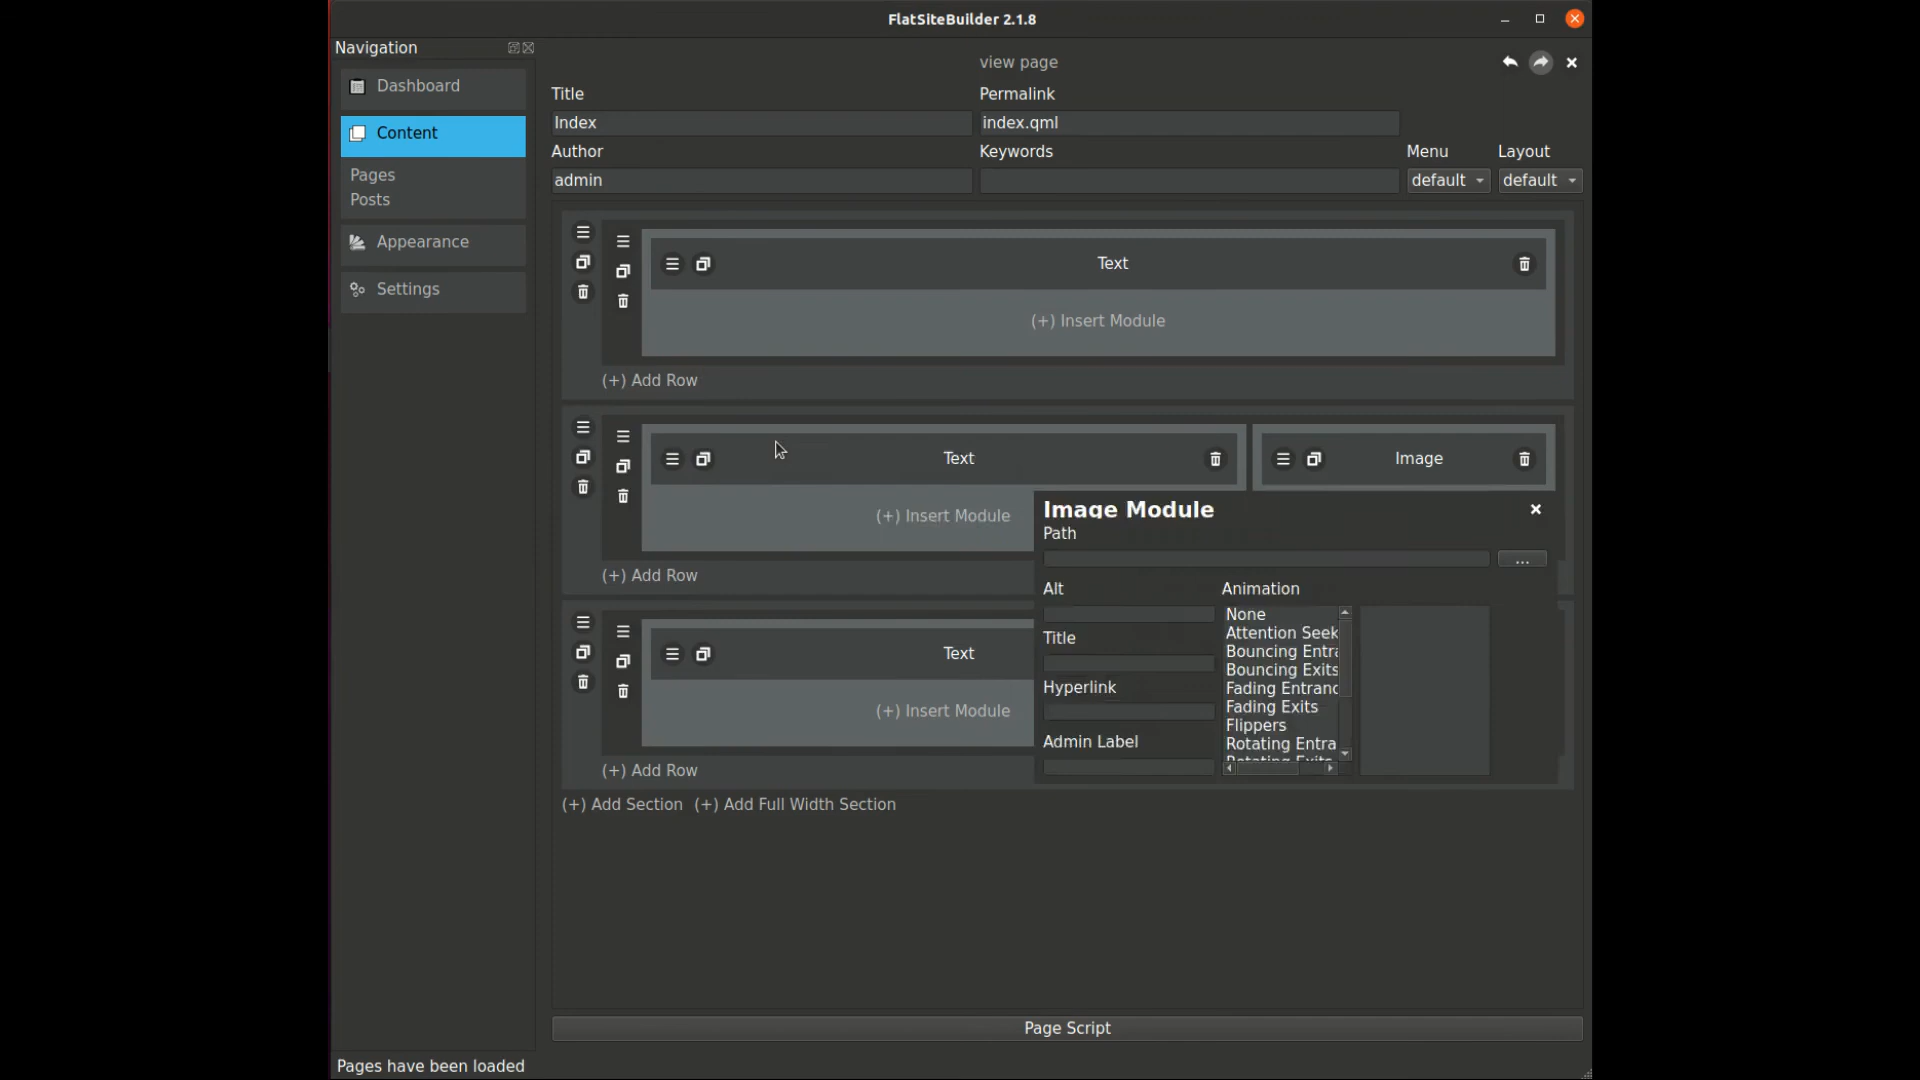 FlatSiteBuilder 2.1.8
Navigation
Dashboard
Content
Pages
Posts
Appearance
Settings
view page
Title
Permalink
Index
index.qml
Author
Keywords
Menu
Layout
admin
default
default
Text
(+) Insert Module
(+) Add Row
Text
Image
(+) Insert Module
(+) Add Row
Image Module
Path
...
Alt
Animation
None
Attention Seek
Bouncing Entra
Bouncing Exits
Fading Entranc
Fading Exits
Flippers
Rotating Entra
Rotating Exits
Title
Hyperlink
Admin Label
Text
(+) Insert Module
(+) Add Row
(+) Add Section (+) Add Full Width Section
Page Script
Pages have been loaded